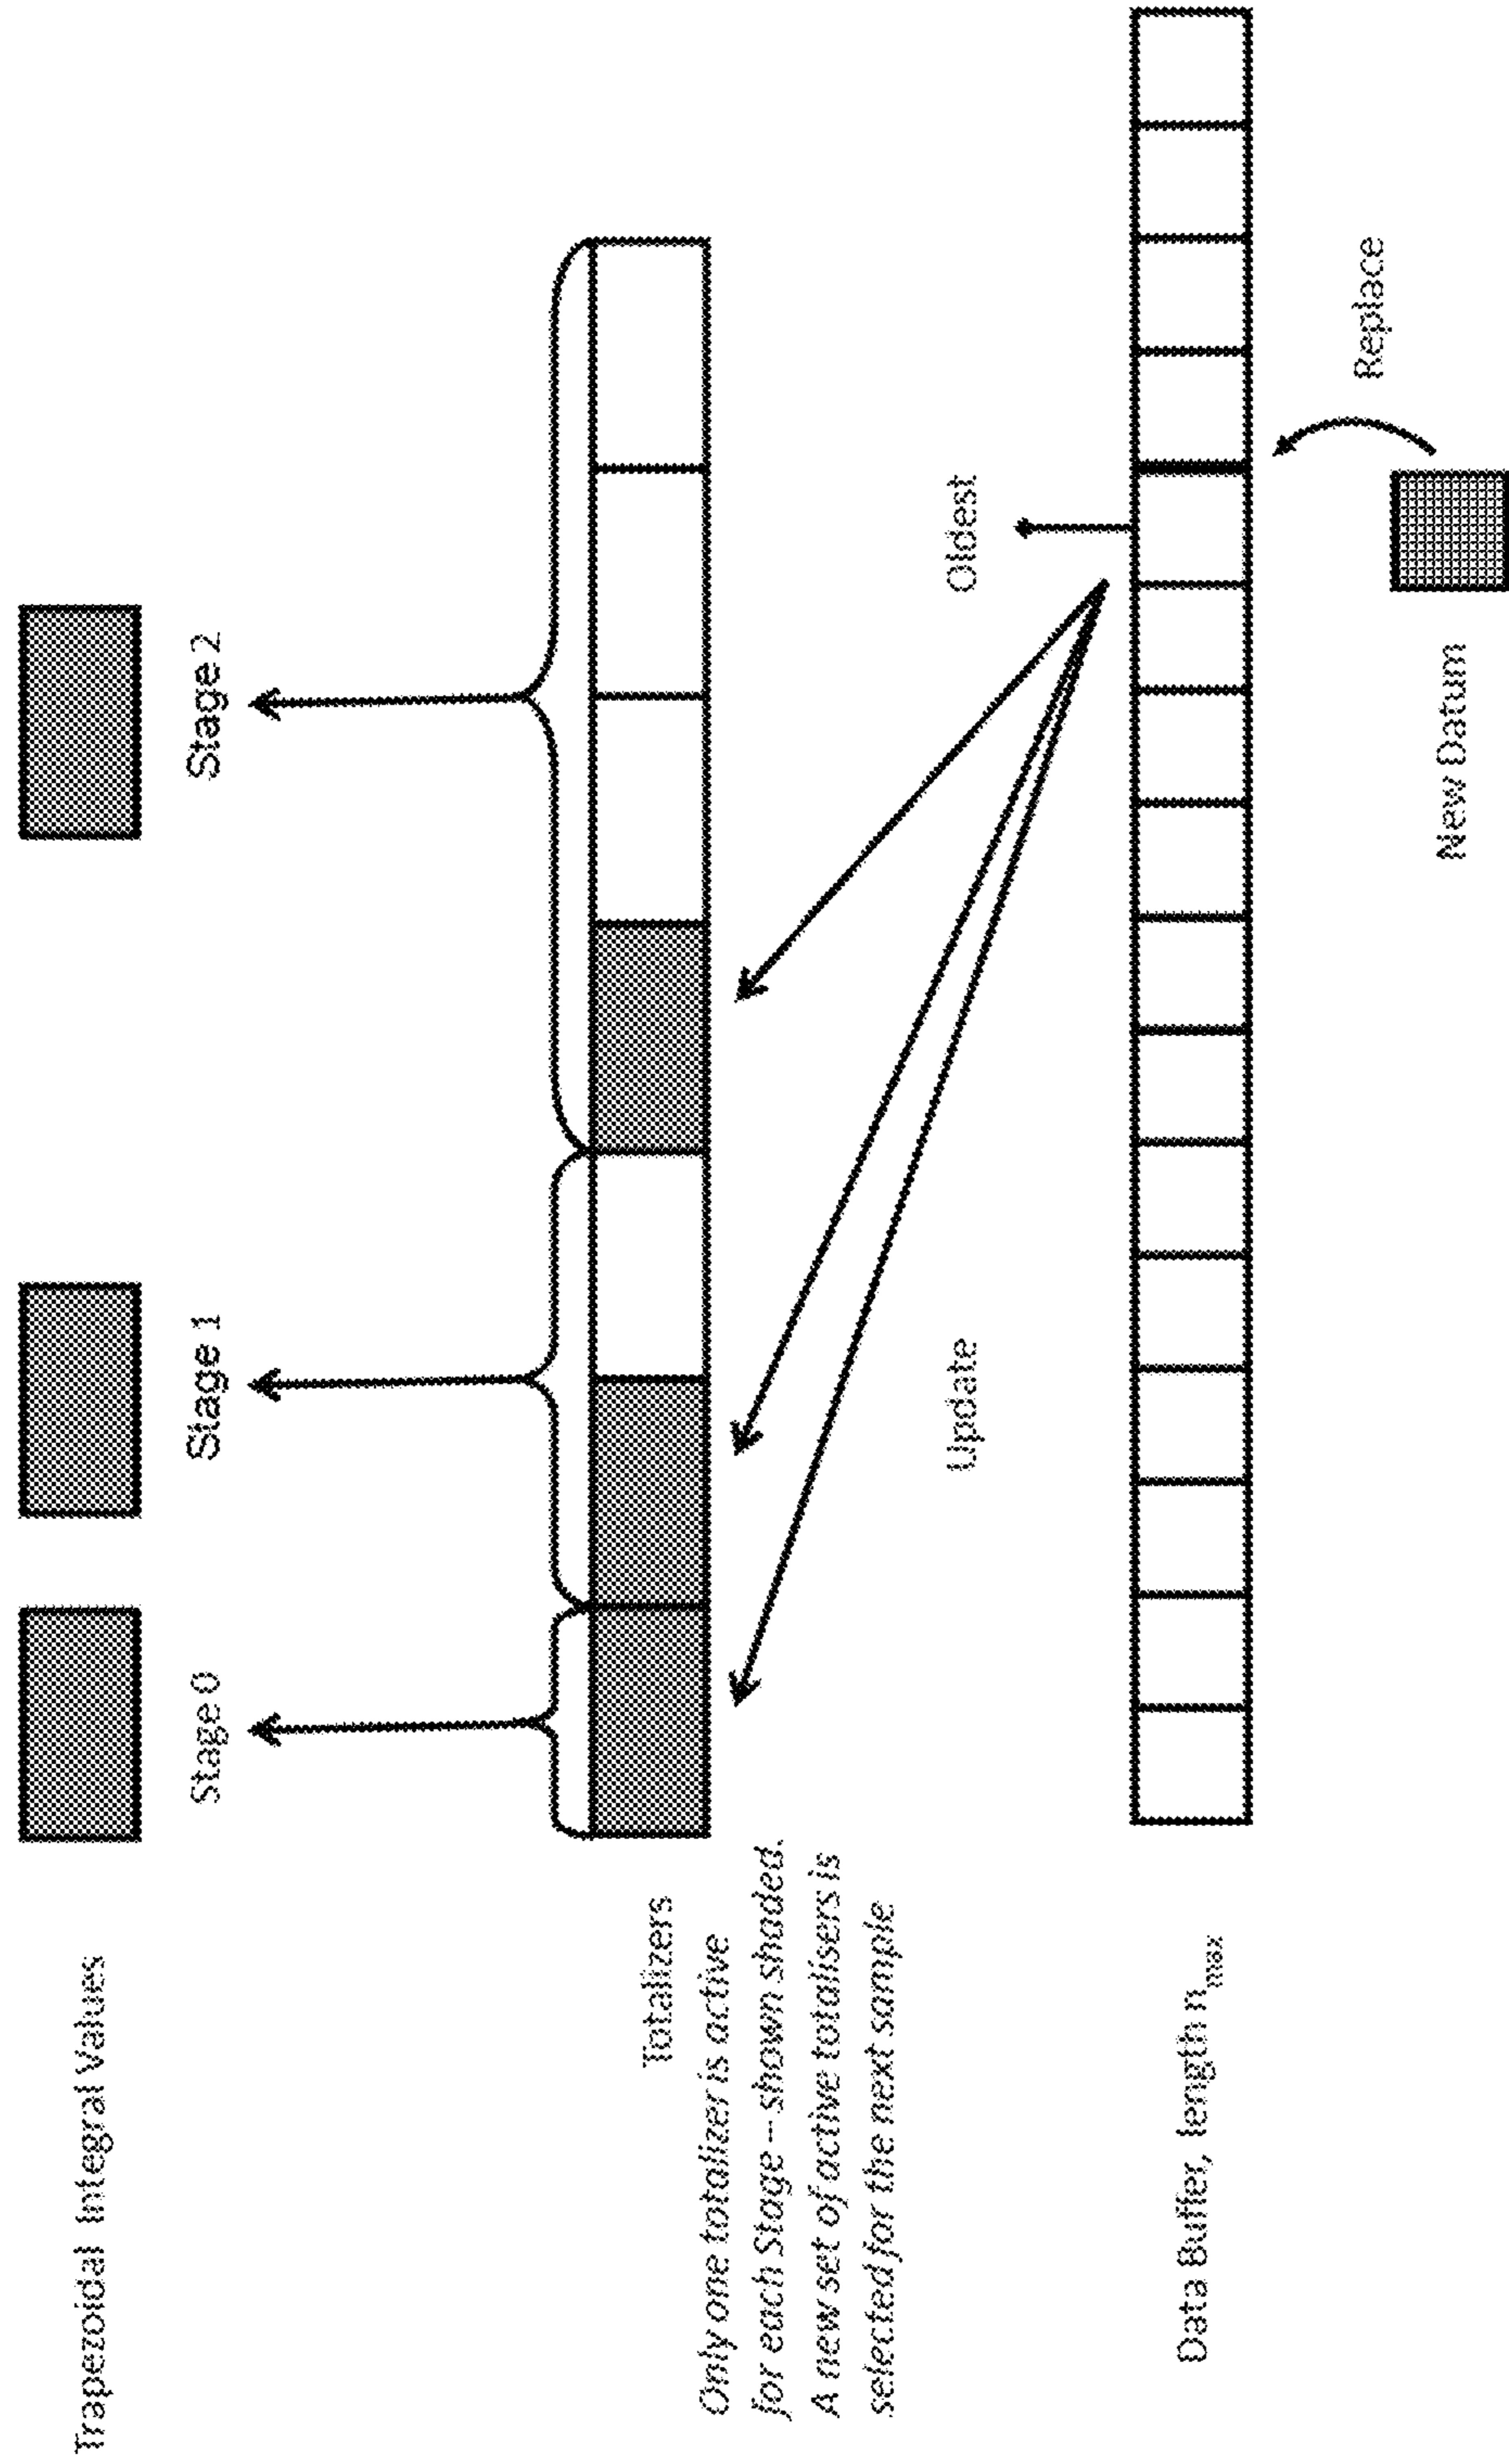 Trapezoidal Integral Values
Stage 0
Stage 1
Stage 2
Totalizers
Only one totalizer is active
for each Stage – shown shaded.
A new set of active totalisers is
selected for the next sample
Update
Oldest
Data Buffer, length n_max
Replace
New Datum